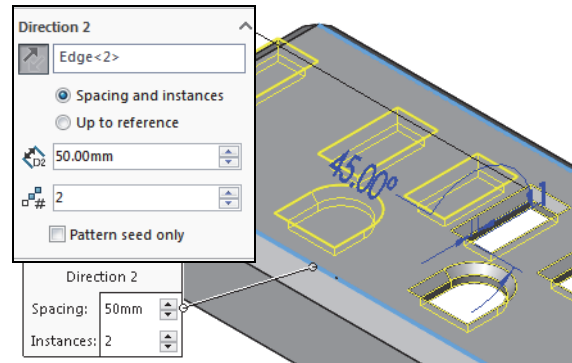 Direction 2
Edge<2>
Spacing and instances
Up to reference
D2
50.00mm
#
2
Pattern seed only
Direction 2
Spacing: 50mm
Instances: 2
45.00°